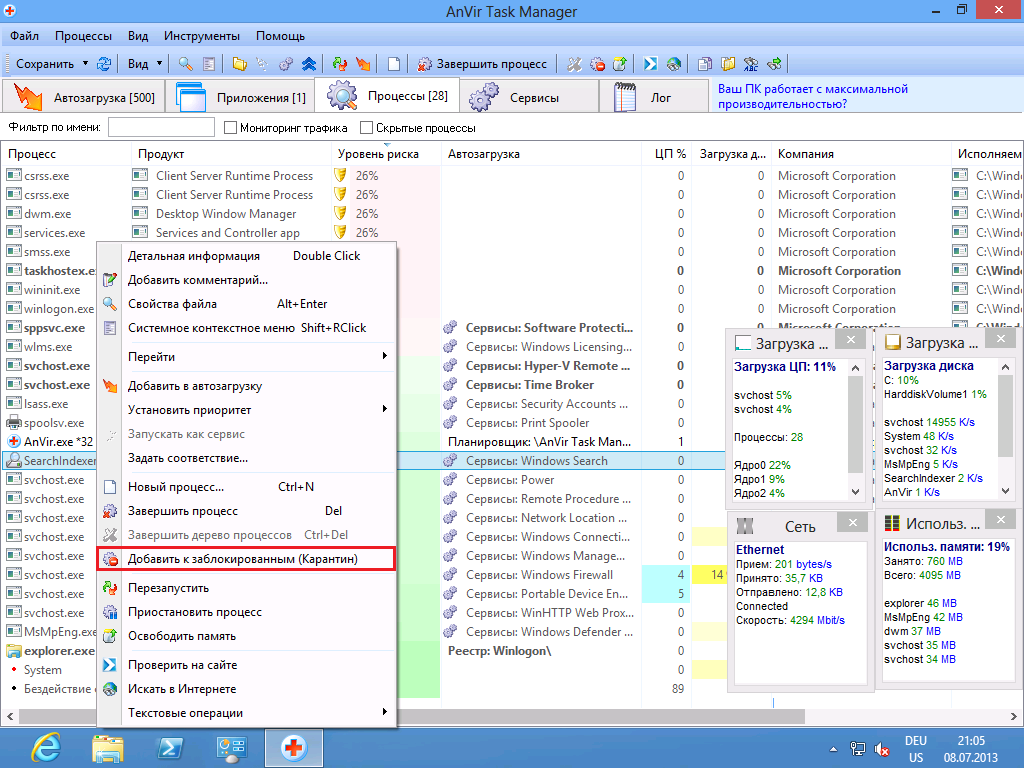 AnVir Task Manager
Файл Процессы Вид Инструменты Помощь
Сохранить Вид Завершить процесс
Автозагрузка [500] Приложения [1] Процессы [28] Сервисы Лог
Ваш ПК работает с максимальной
производительностью?
Фильтр по имени: Мониторинг трафика Скрытые процессы
Процесс Продукт Уровень риска Автозагрузка ЦП % Загрузка д... Компания Исполняем
csrss.exe Client Server Runtime Process 26% 0 0 Microsoft Corporation C:\Wind
csrss.exe Client Server Runtime Process 26% 0 0 Microsoft Corporation C:\Wind
dwm.exe Desktop Window Manager 26% 0 0 Microsoft Corporation C:\Wind
services.exe Services and Controller app 26% 0 0 Microsoft Corporation C:\Wind
smss.exe 0 0 Microsoft Corporation C:\Wind
taskhostex.e 0 0 Microsoft Corporation C:\Wind
wininit.exe 0 0 Microsoft Corporation C:\Wind
winlogon.exe 0 0 Microsoft Corporation C:\Wind
sppsvc.exe Сервисы: Software Protecti... 0 0
wlms.exe Сервисы: Windows Licensing... 0
svchost.exe Сервисы: Hyper-V Remote ... 0
svchost.exe Сервисы: Time Broker 0
lsass.exe Сервисы: Security Accounts ... 0
spoolsv.exe Сервисы: Print Spooler 0
AnVir.exe *32 Планировщик: \AnVir Task Man... 1
SearchIndexer Сервисы: Windows Search 0
svchost.exe Сервисы: Power 0
svchost.exe Сервисы: Remote Procedure ... 0
svchost.exe Сервисы: Network Location ... 0
svchost.exe Сервисы: Windows Connecti... 0
svchost.exe Сервисы: Windows Manage... 0
svchost.exe Сервисы: Windows Firewall 4 14
svchost.exe Сервисы: Portable Device En... 5
svchost.exe Сервисы: WinHTTP Web Prox... 0
MsMpEng.exe Сервисы: Windows Defender ... 0
explorer.exe Реестр: Winlogon\ 0
System 0
Бездействие 89
Детальная информация Double Click
Добавить комментарий...
Свойства файла Alt+Enter
Системное контекстное меню Shift+RClick
Перейти
Добавить в автозагрузку
Установить приоритет
Запускать как сервис
Задать соответствие...
Новый процесс... Ctrl+N
Завершить процесс Del
Завершить дерево процессов Ctrl+Del
Добавить к заблокированным (Карантин)
Перезапустить
Приостановить процесс
Освободить память
Проверить на сайте
Искать в Интернете
Текстовые операции
Загрузка ...
Загрузка ЦП: 11%
svchost 5%
svchost 4%
Процессы: 28
Ядро0 22%
Ядро1 9%
Ядро2 4%
Загрузка ...
Загрузка диска
C: 10%
HarddiskVolume1 1%
svchost 14955 K/s
System 48 K/s
svchost 32 K/s
MsMpEng 5 K/s
SearchIndexer 2 K/s
AnVir 1 K/s
Сеть
Ethernet
Прием: 201 bytes/s
Принято: 35,7 KB
Отправлено: 12,8 KB
Connected
Скорость: 4294 Mbit/s
Использ. ...
Использ. памяти: 19%
Занято: 760 MB
Всего: 4095 MB
explorer 46 MB
MsMpEng 42 MB
dwm 37 MB
svchost 35 MB
svchost 34 MB
DEU 21:05
US 08.07.2013